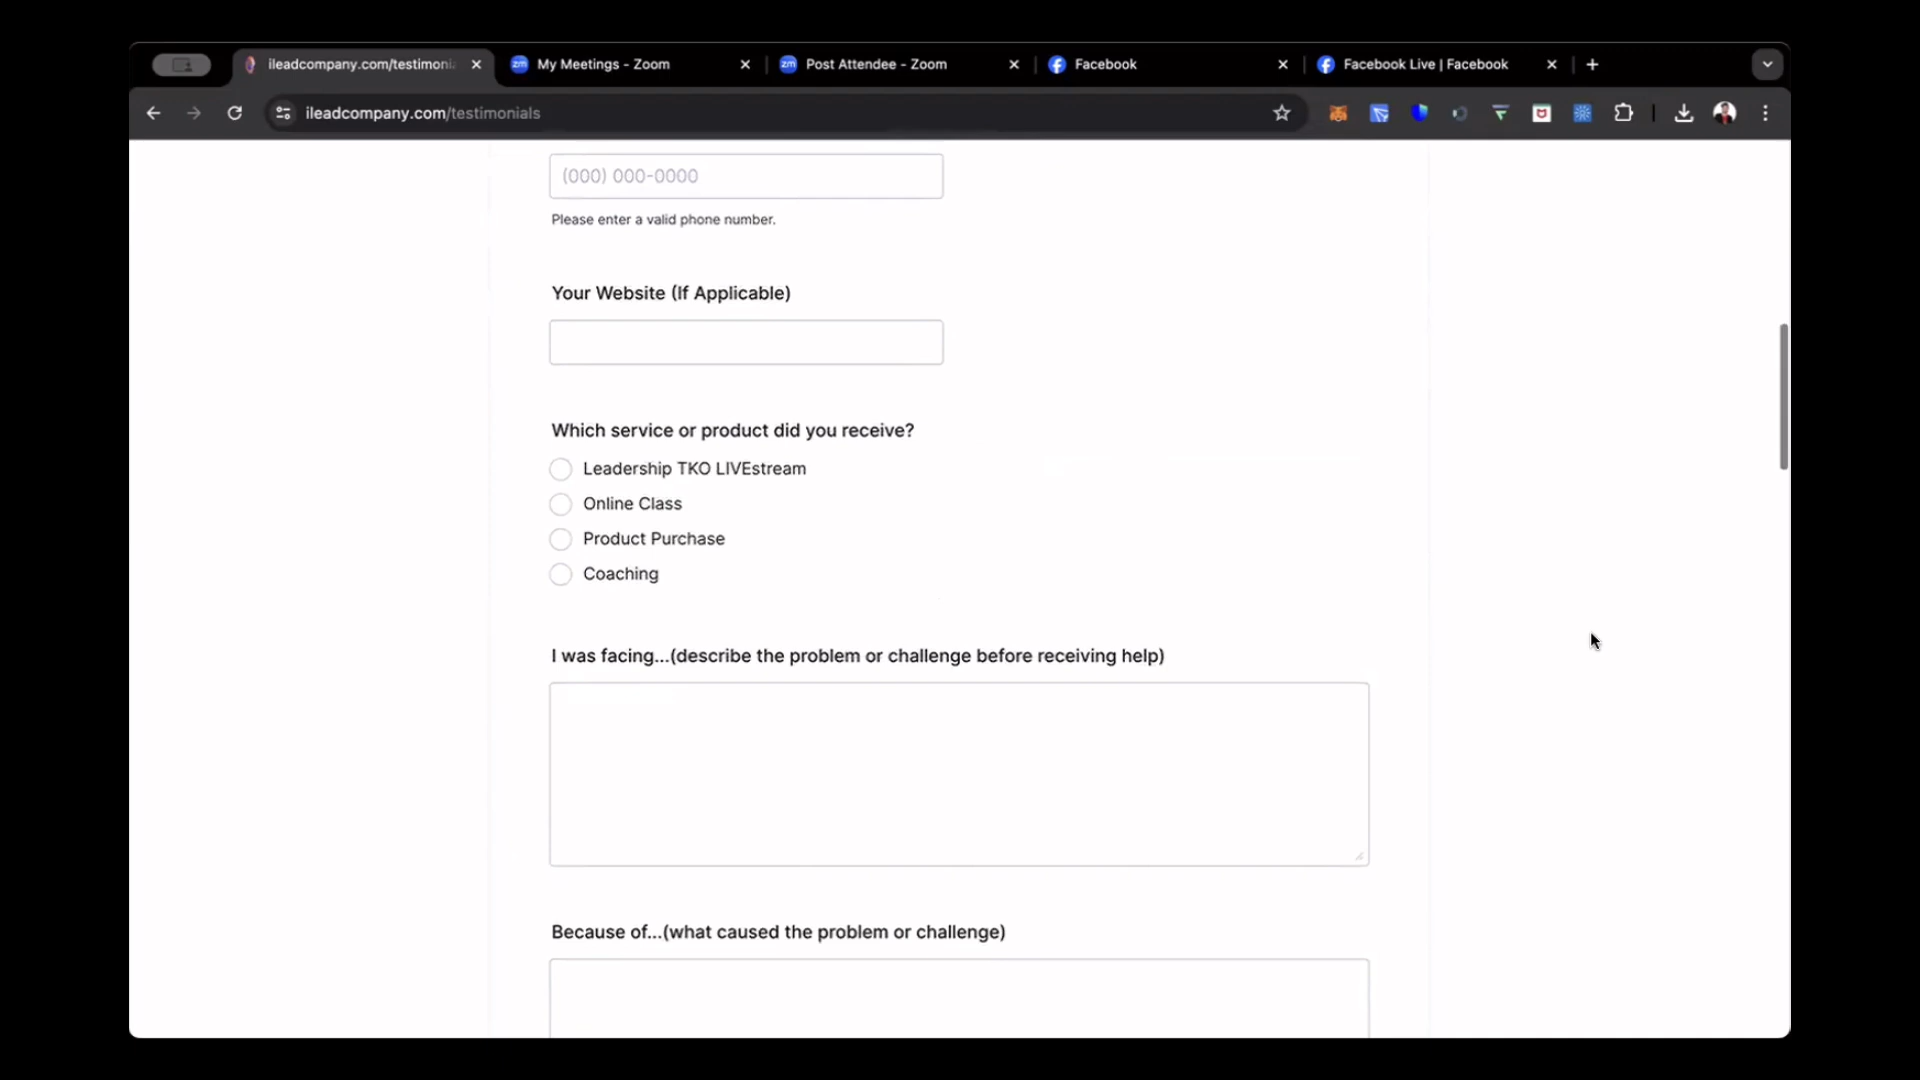 ileadcompany.com/testimoni
My Meetings - Zoom
Post Attendee - Zoom
Facebook
Facebook Live | Facebook
ileadcompany.com/testimonials
(000) 000-0000
Please enter a valid phone number.
Your Website (If Applicable)
Which service or product did you receive?
Leadership TKO LIVEstream
Online Class
Product Purchase
Coaching
I was facing...(describe the problem or challenge before receiving help)
Because of...(what caused the problem or challenge)